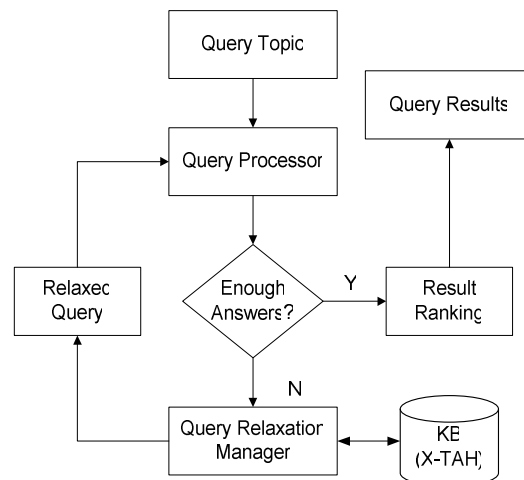 Query Topic
Query Results
Query Processor
Relaxed
Query
Enough
Answers?
Y
Result
Ranking
N
Query Relaxation
Manager
KB
(X-TAH)